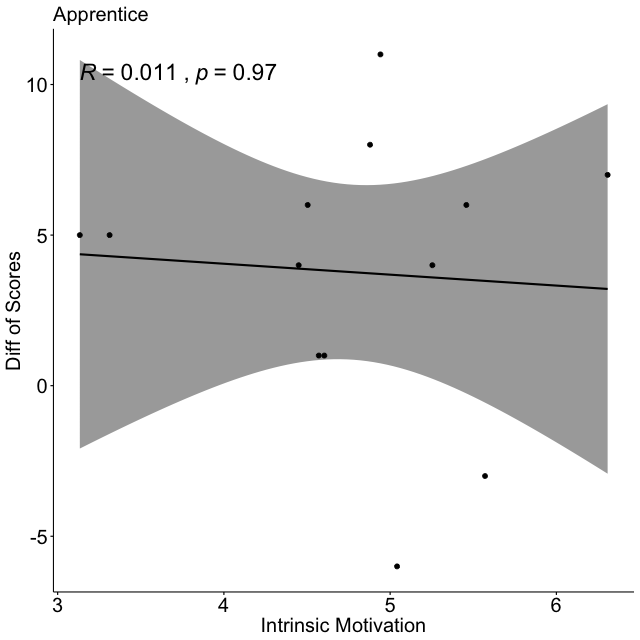 Apprentice
R = 0.011 , p = 0.97
10
5
0
-5
Diff of Scores
3 4 5 6
Intrinsic Motivation